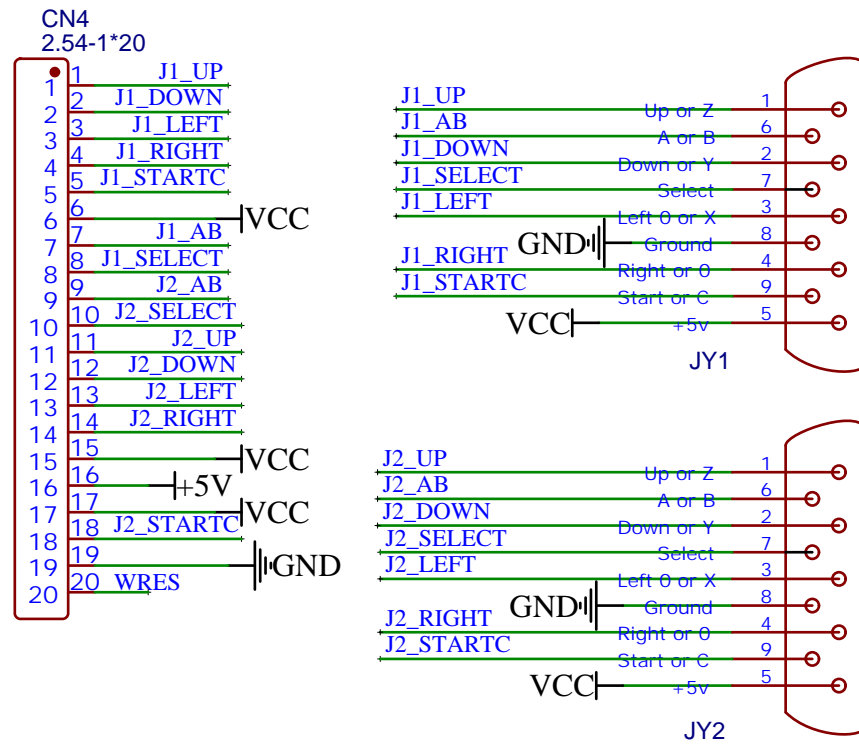 CN4
2.54-1*20
1 1 J1_UP
2 2 J1_DOWN
3 3 J1_LEFT
4 4 J1_RIGHT
5 5 J1_STARTC
6 6 VCC
7 7 J1_AB
8 8 J1_SELECT
9 9 J2_AB
10 10 J2_SELECT
11 11 J2_UP
12 12 J2_DOWN
13 13 J2_LEFT
14 14 J2_RIGHT
15 15 VCC
16 16 +5V
17 17 VCC
18 18 J2_STARTC
19 19 GND
20 20 WRES
J1_UP Up or Z 1
J1_AB A or B 6
J1_DOWN Down or Y 2
J1_SELECT Select 7
J1_LEFT Left 0 or X 3
GND Ground 8
J1_RIGHT Right or 0 4
J1_STARTC Start or C 9
VCC +5v 5
JY1
J2_UP Up or Z 1
J2_AB A or B 6
J2_DOWN Down or Y 2
J2_SELECT Select 7
J2_LEFT Left 0 or X 3
GND Ground 8
J2_RIGHT Right or 0 4
J2_STARTC Start or C 9
VCC +5v 5
JY2